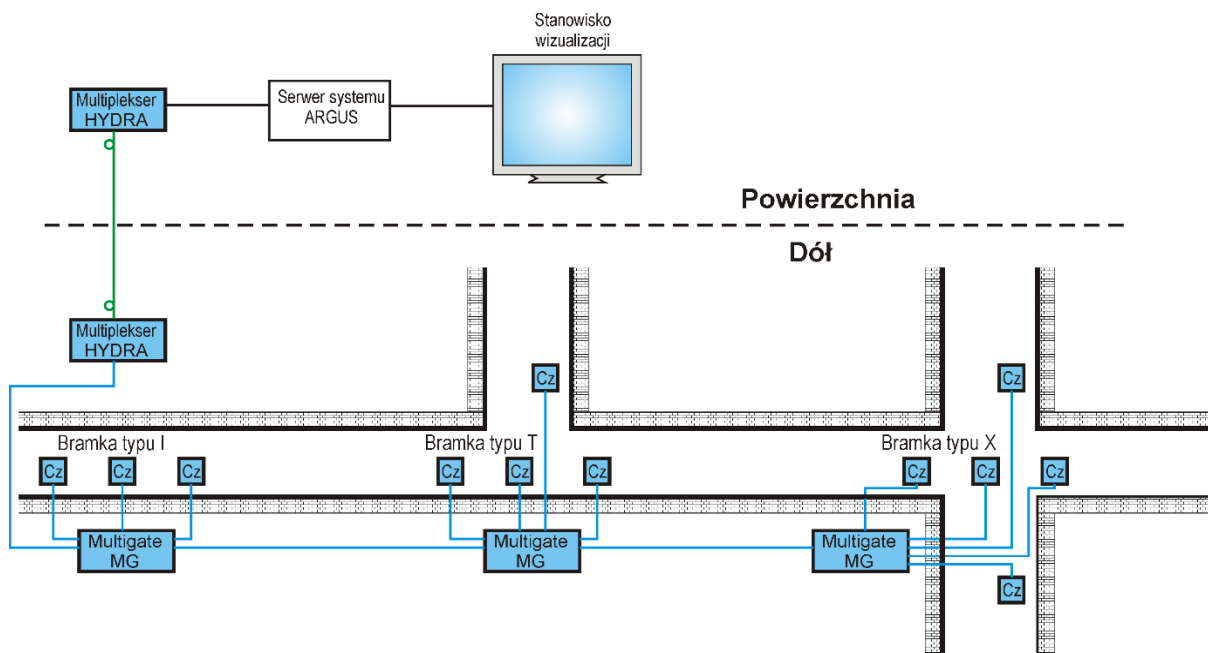 Stanowisko
wizualizacji
Multiplekser
HYDRA
Serwer systemu
ARGUS
Powierzchnia
Dół
Multiplekser
HYDRA
Cz
Cz
Bramka typu I
Bramka typu T
Bramka typu X
Cz
Cz
Cz
Cz
Cz
Cz
Cz
Cz
Cz
Multigate
MG
Multigate
MG
Multigate
MG
Cz